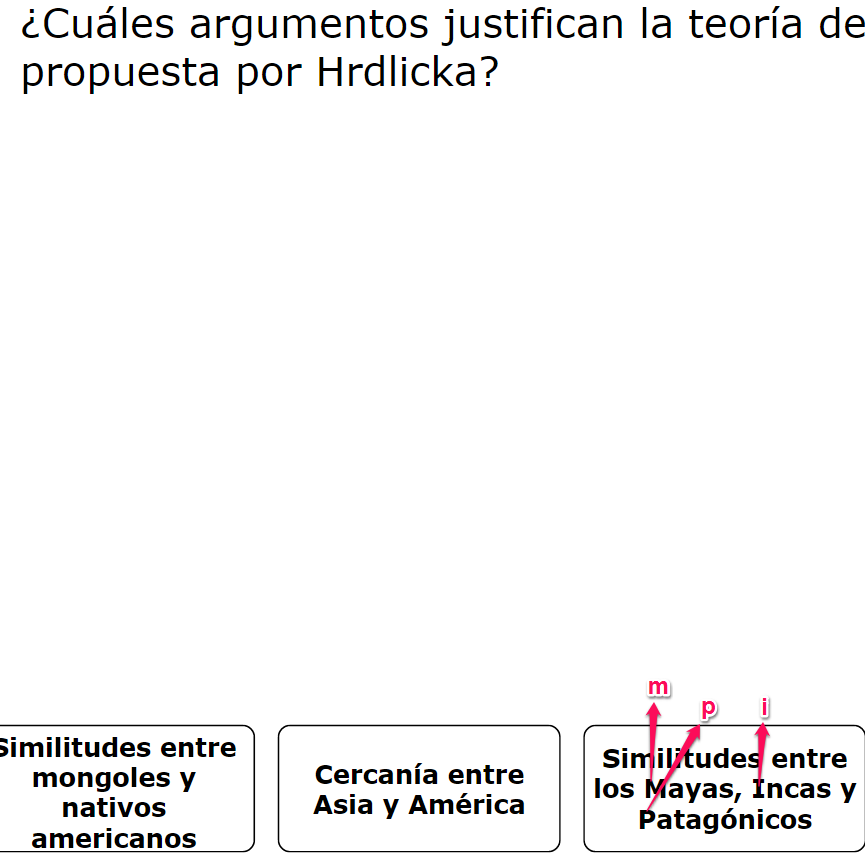 ¿Cuáles argumentos justifican la teoría de
propuesta por Hrdlicka?
m
p
i
Similitudes entre
mongoles y
nativos
americanos
Cercanía entre
Asia y América
Similitudes entre
los Mayas, Incas y
Patagónicos